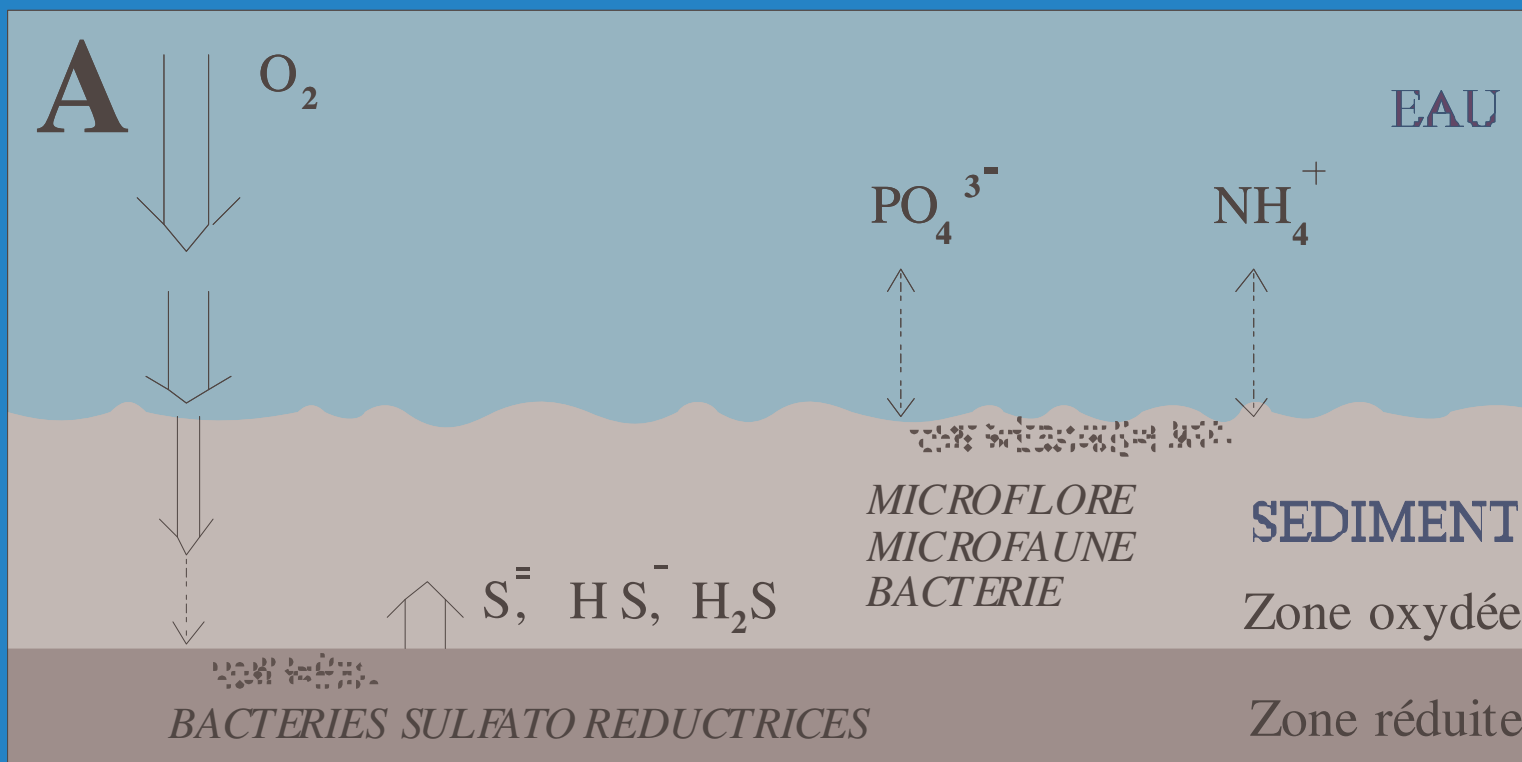 A
O2
EAU
PO4 3-
NH4 +
MICROFLORE
MICROFAUNE
BACTERIE
SEDIMENT
S=, HS-, H2S
Zone oxydée
BACTERIES SULFATO REDUCTRICES
Zone réduite